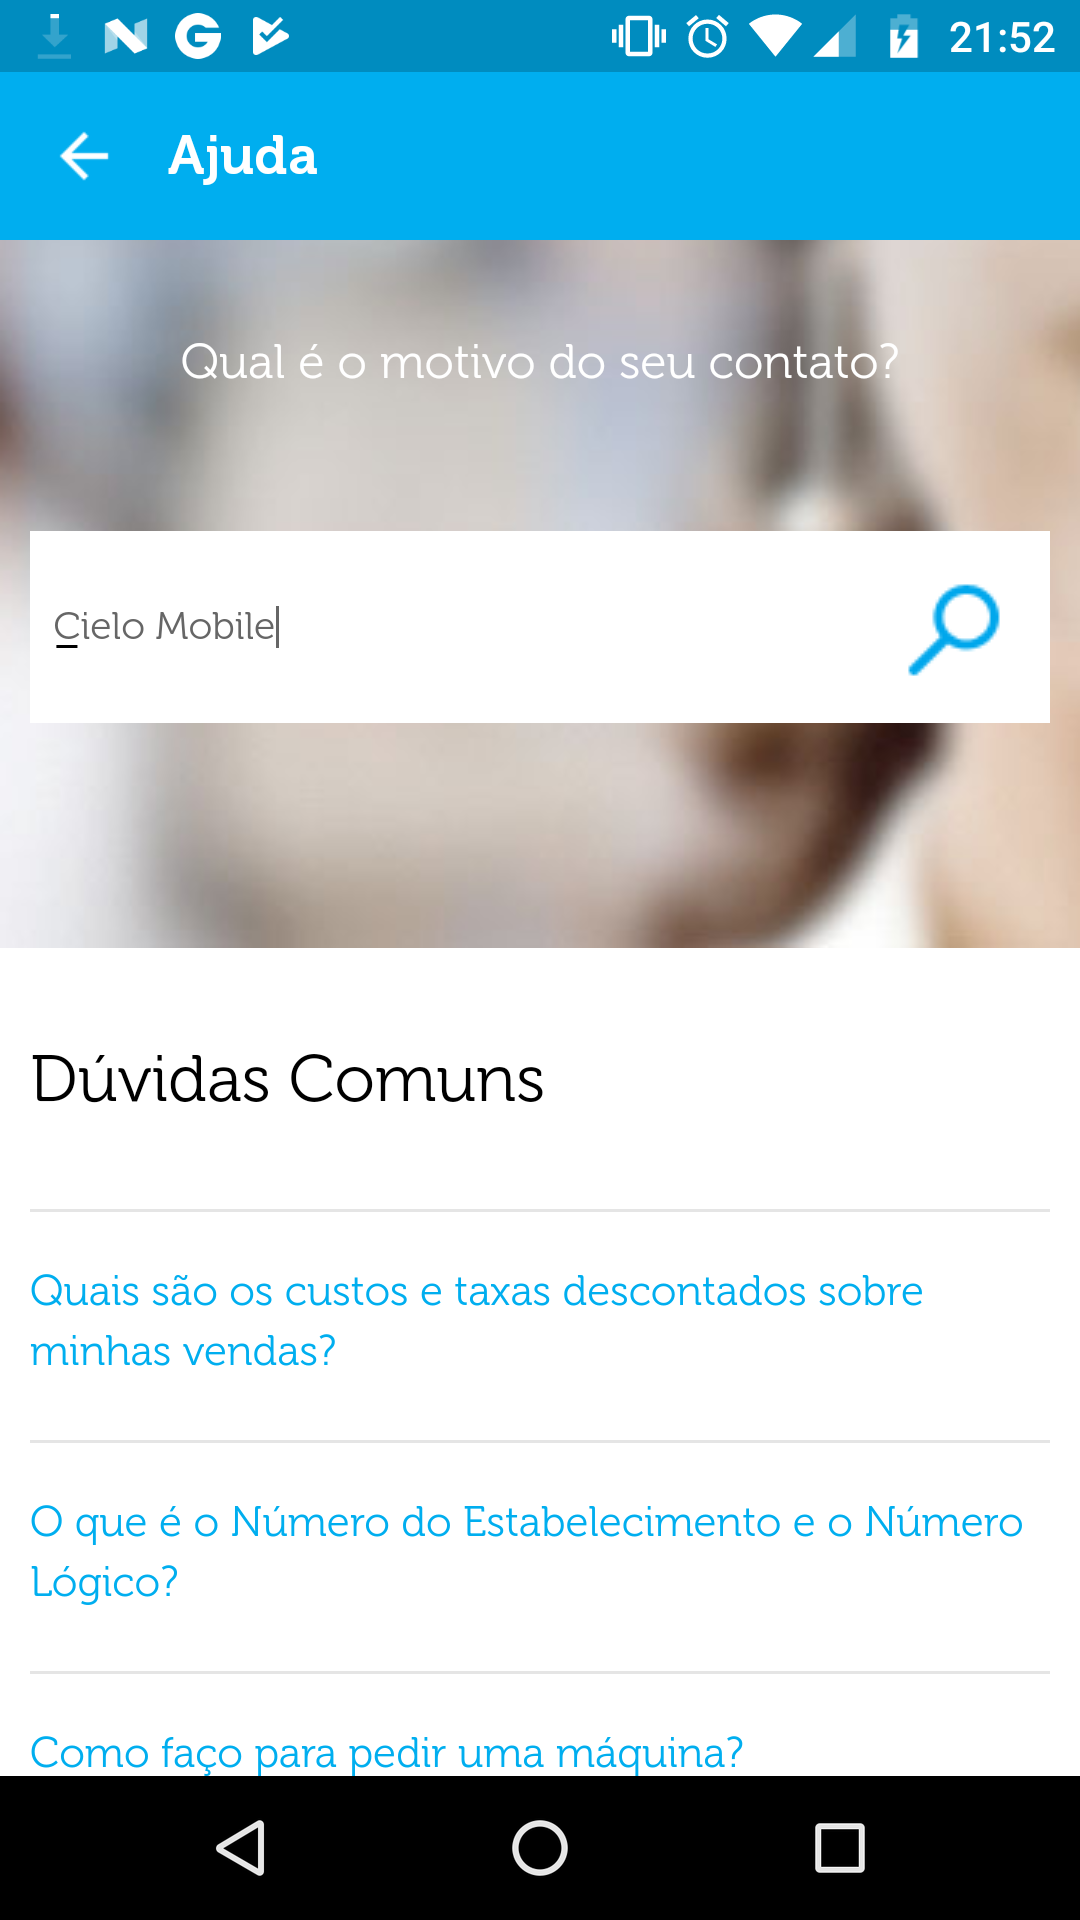 21:52
Ajuda
Qual é o motivo do seu contato?
Cielo Mobile
Dúvidas Comuns
Quais são os custos e taxas descontados sobre
minhas vendas?
O que é o Número do Estabelecimento e o Número
Lógico?
Como faço para pedir uma máquina?